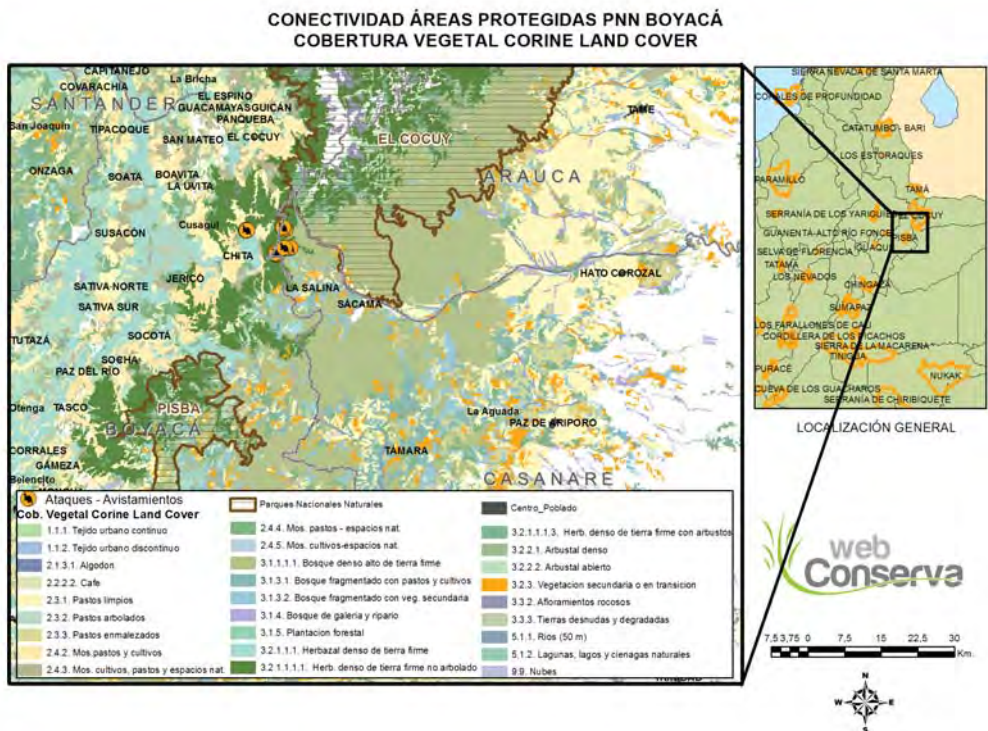 CONECTIVIDAD ÁREAS PROTEGIDAS PNN BOYACÁ
COBERTURA VEGETAL CORINE LAND COVER
CAPITANEJO
COVARACHIA
La Bricha
EL ESPINO
SANTANDER
GUACAMAYAS
GUICÁN
PANQUEBA
San Joaquin
TIPACOQUE
SAN MATEO
EL COCUY
EL COCUY
TAME
ONZAGA
SOATA
BOAVITA
LA UVITA
ARAUCA
SUSACÓN
Cusagui
CHITA
JERICÓ
LA SALINA
SÁCAMA
HATO COROZAL
SATIVA NORTE
SATIVA SUR
TUTAZÁ
SOCOTÁ
SOCHA
PAZ DEL RÍO
Otenga
TASCO
PISBA
BOYACÁ
La Aguada
PAZ DE ARIPORO
CORRALES
GÁMEZA
Belencito
TÁMARA
CASANARE
Ataques - Avistamientos
Cob. Vegetal Corine Land Cover
1.1.1. Tejido urbano continuo
1.1.2. Tejido urbano discontinuo
2.1.3.1. Algodon
2.2.2.2. Cafe
2.3.1. Pastos limpios
2.3.2. Pastos arbolados
2.3.3. Pastos enmalezados
2.4.2. Mos.pastos y cultivos
2.4.3. Mos. cultivos, pastos y espacios nat.
Parques Nacionales Naturales
2.4.4. Mos. pastos - espacios nat.
2.4.5. Mos. cultivos-espacios nat.
3.1.1.1.1. Bosque denso alto de tierra firme
3.1.3.1. Bosque fragmentado con pastos y cultivos
3.1.3.2. Bosque fragmentado con veg. secundaria
3.1.4. Bosque de galeria y ripario
3.1.5. Plantacion forestal
3.2.1.1.1. Herbazal denso de tierra firme
3.2.1.1.1.1. Herb. denso de tierra firme no arbolado
Centro_Poblado
3.2.1.1.1.3. Herb. denso de tierra firme con arbustos
3.2.2.1. Arbustal denso
3.2.2.2. Arbustal abierto
3.2.3. Vegetacion secundaria o en transicion
3.3.2. Afloramientos rocosos
3.3.3. Tierras desnudas y degradadas
5.1.1. Rios (50 m)
5.1.2. Lagunas, lagos y cienagas naturales
9.9. Nubes
SIERRA NEVADA DE SANTA MARTA
CORALES DE PROFUNDIDAD
CATATUMBO - BARI
LOS ESTORAQUES
PARAMILLO
TAMÁ
SERRANÍA DE LOS YARIGUIES
EL COCUY
GUANENTA-ALTO RÍO FONCE
PISBA
SELVA DE FLORENCIA
TATAMÁ
LOS NEVADOS
CHINGAZA
SUMAPAZ
LOS FARALLONES DE CALI
CORDILLERA DE LOS PICACHOS
SIERRA DE LA MACARENA
TINIGUA
PURACÉ
NUKAK
CUEVA DE LOS GUACHAROS
SERRANÍA DE CHIRIBIQUETE
LOCALIZACIÓN GENERAL
web
Conserva
7.5 3.75 0 7.5 15 22.5 30
Km.
N
W E
S